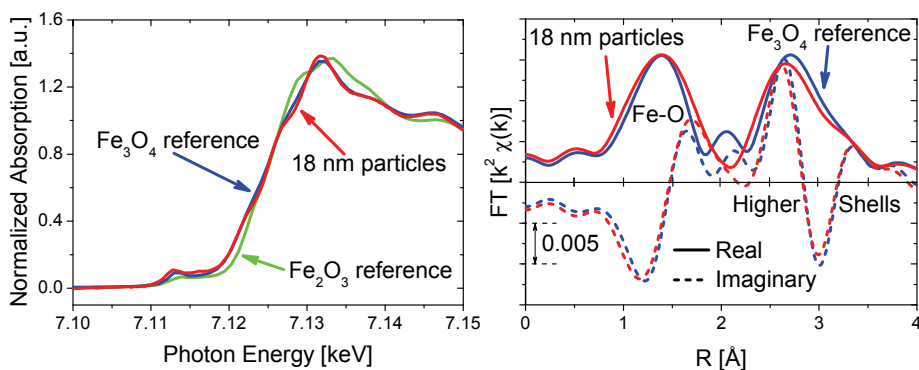 1.6
1.2
0.8
0.4
0.0
Normalized Absorption [a.u.]
Fe₃O₄ reference
18 nm particles
Fe₂O₃ reference
7.10 7.11 7.12 7.13 7.14 7.15
Photon Energy [keV]
FT [k² χ(k)]
18 nm particles
Fe₃O₄
reference
Fe-O
Higher Shells
0.005
Real
Imaginary
0 1 2 3 4
R [Å]